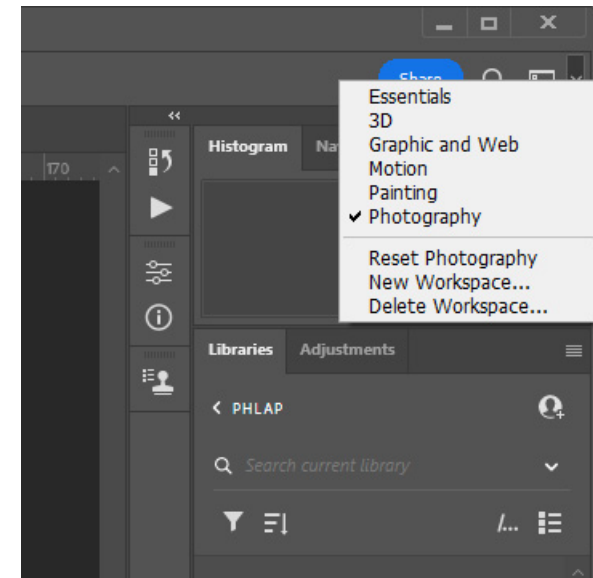 Share
Essentials
3D
Graphic and Web
Motion
Painting
Photography
Reset Photography
New Workspace...
Delete Workspace...
170
Histogram
Libraries Adjustments
PHLAP
Search current library
/...